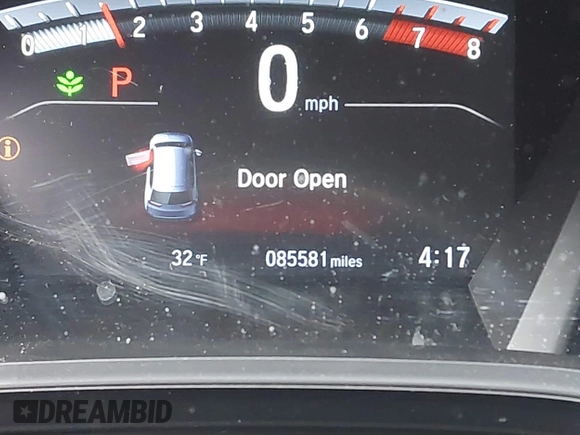 0 1 2 3 4 5 6 7 8
P 0 mph
i
Door Open
32 °F 085581 miles 4:17
DREAMBID